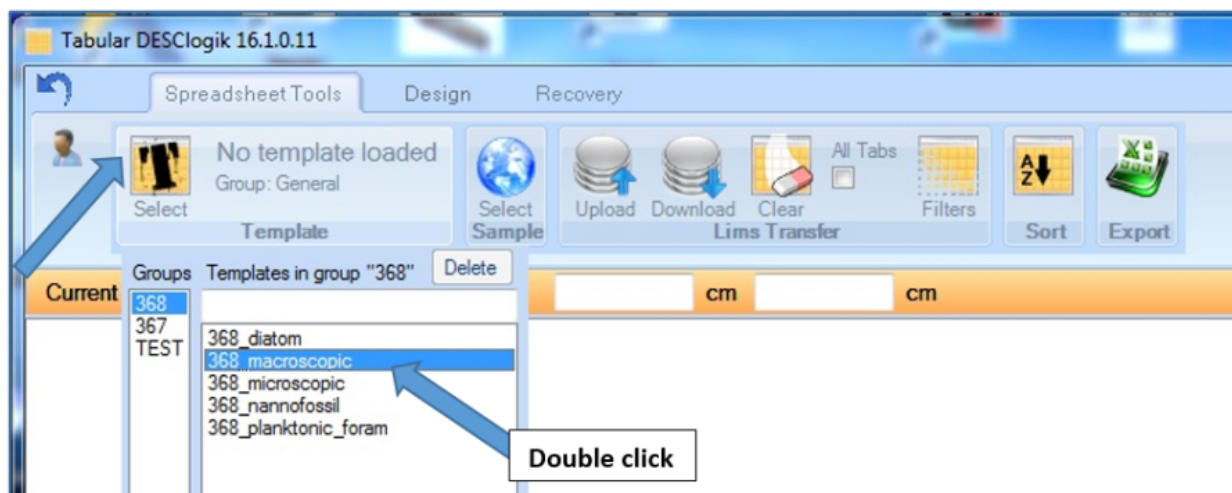 Tabular DESClogik 16.1.0.11
Spreadsheet Tools Design Recovery
No template loaded
Group: General
All Tabs
Select Select Upload Download Clear Filters
Template Sample Lims Transfer Sort Export
Groups Templates in group "368" Delete
Current cm cm
368
367
TEST
368_diatom
368_macroscopic
368_microscopic
368_nannofossil
368_planktonic_foram
Double click